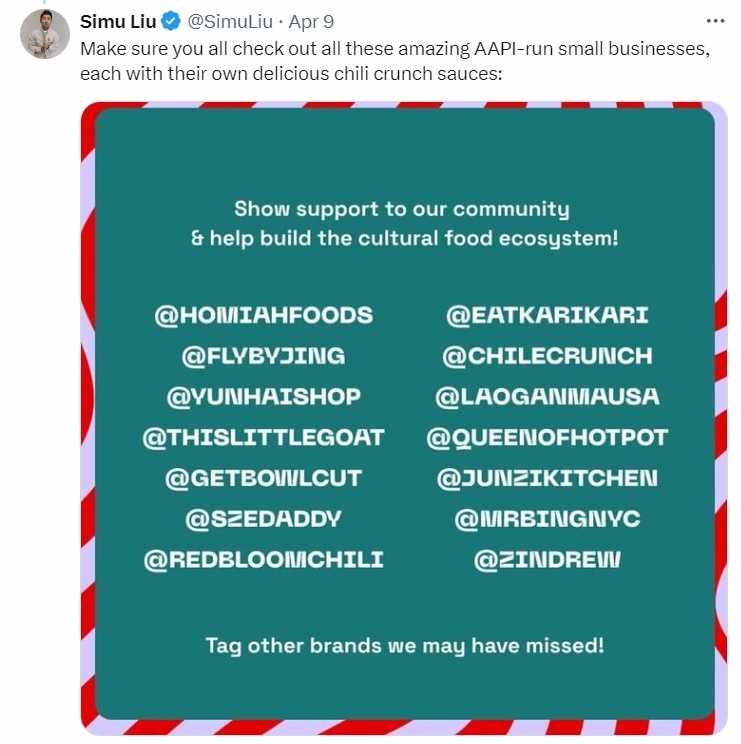 Simu Liu @SimuLiu · Apr 9
Make sure you all check out all these amazing AAPI-run small businesses,
each with their own delicious chili crunch sauces:
Show support to our community
& help build the cultural food ecosystem!
@HOMIAHFOODS
@FLYBYJING
@YUNHAISHOP
@THISLITTLEGOAT
@GETBOWLCUT
@SZEDADDY
@REDBLOOMCHILI
@EATKARIKARI
@CHILECRUNCH
@LAOGANMAUSA
@QUEENOFHOTPOT
@JUNZIKITCHEN
@MRBINGNYC
@ZINDREW
Tag other brands we may have missed!